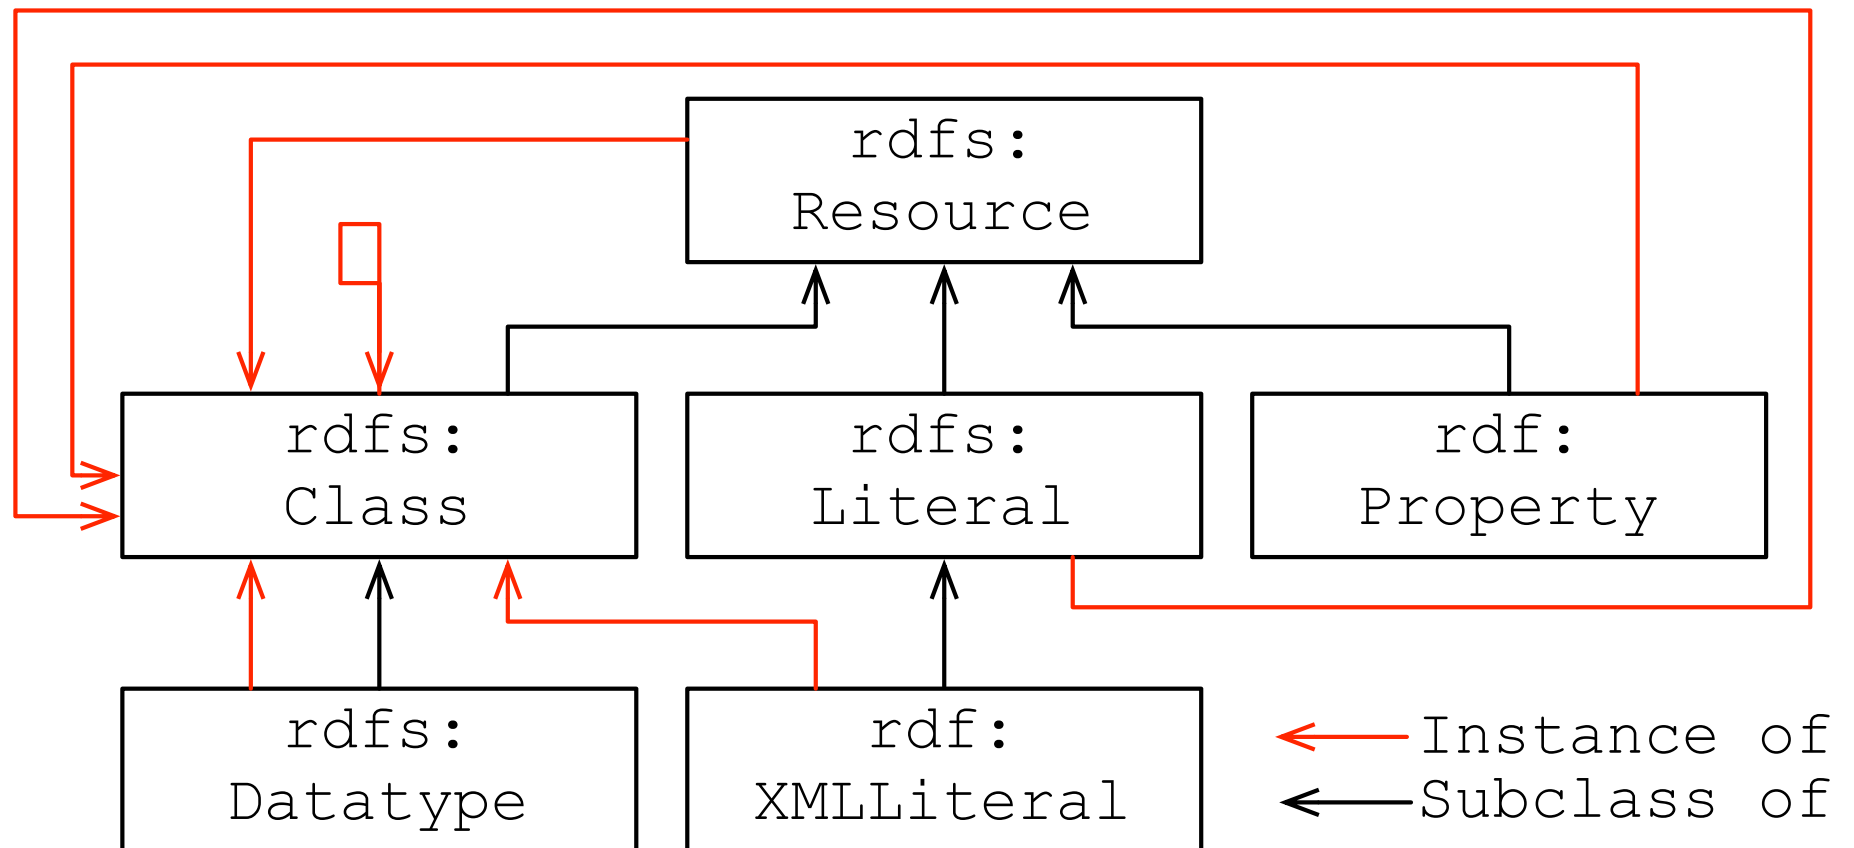 rdfs:
Resource
rdfs:
Class
rdfs:
Literal
rdf:
Property
rdfs:
Datatype
rdf:
XMLLiteral
Instance of
Subclass of